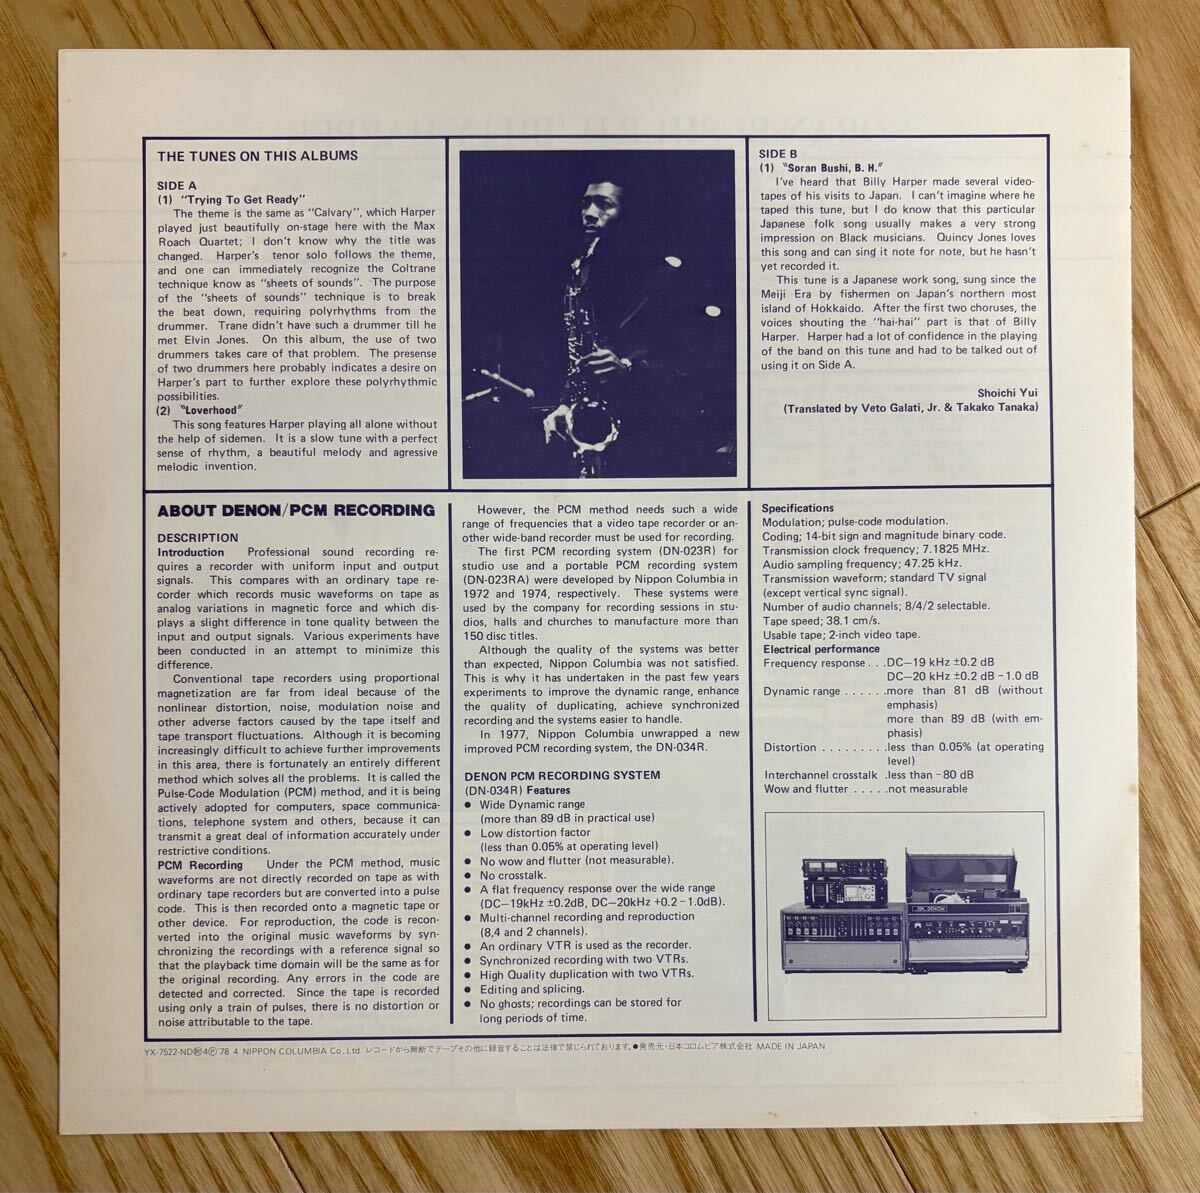 THE TUNES ON THIS ALBUMS
SIDE A
(1) "Trying To Get Ready"
The theme is the same as "Calvary", which Harper
played just beautifully on-stage here with the Max
Roach Quartet; I don't know why the title was
changed. Harper's tenor solo follows the theme,
and one can immediately recognize the Coltrane
technique know as "sheets of sounds". The purpose
of the "sheets of sounds" technique is to break
the beat down, requiring polyrhythms from the
drummer. Trane didn't have such a drummer till he
met Elvin Jones. On this album, the use of two
drummers takes care of that problem. The presense
of two drummers here probably indicates a desire on
Harper's part to further explore these polyrhythmic
possibilities.
(2) "Loverhood"
This song features Harper playing all alone without
the help of sidemen. It is a slow tune with a perfect
sense of rhythm, a beautiful melody and agressive
melodic invention.
SIDE B
(1) "Soran Bushi, B. H."
I've heard that Billy Harper made several video-
tapes of his visits to Japan. I can't imagine where he
taped this tune, but I do know that this particular
Japanese folk song usually makes a very strong
impression on Black musicians. Quincy Jones loves
this song and can sing it note for note, but he hasn't
yet recorded it.
This tune is a Japanese work song, sung since the
Meiji Era by fishermen on Japan's northern most
island of Hokkaido. After the first two choruses, the
voices shouting the "hai-hai" part is that of Billy
Harper. Harper had a lot of confidence in the playing
of the band on this tune and had to be talked out of
using it on Side A.
Shoichi Yui
(Translated by Veto Galati, Jr. & Takako Tanaka)
ABOUT DENON/PCM RECORDING
DESCRIPTION
Introduction Professional sound recording re-
quires a recorder with uniform input and output
signals. This compares with an ordinary tape re-
corder which records music waveforms on tape as
analog variations in magnetic force and which dis-
plays a slight difference in tone quality between the
input and output signals. Various experiments have
been conducted in an attempt to minimize this
difference.
Conventional tape recorders using proportional
magnetization are far from ideal because of the
nonlinear distortion, noise, modulation noise and
other adverse factors caused by the tape itself and
tape transport fluctuations. Although it is becoming
increasingly difficult to achieve further improvements
in this area, there is fortunately an entirely different
method which solves all the problems. It is called the
Pulse-Code Modulation (PCM) method, and it is being
actively adopted for computers, space communica-
tions, telephone system and others, because it can
transmit a great deal of information accurately under
restrictive conditions.
PCM Recording Under the PCM method, music
waveforms are not directly recorded on tape as with
ordinary tape recorders but are converted into a pulse
code. This is then recorded onto a magnetic tape or
other device. For reproduction, the code is recon-
verted into the original music waveforms by syn-
chronizing the recordings with a reference signal so
that the playback time domain will be the same as for
the original recording. Any errors in the code are
detected and corrected. Since the tape is recorded
using only a train of pulses, there is no distortion or
noise attributable to the tape.
However, the PCM method needs such a wide
range of frequencies that a video tape recorder or an-
other wide-band recorder must be used for recording.
The first PCM recording system (DN-023R) for
studio use and a portable PCM recording system
(DN-023RA) were developed by Nippon Columbia in
1972 and 1974, respectively. These systems were
used by the company for recording sessions in stu-
dios, halls and churches to manufacture more than
150 disc titles.
Although the quality of the systems was better
than expected, Nippon Columbia was not satisfied.
This is why it has undertaken in the past few years
experiments to improve the dynamic range, enhance
the quality of duplicating, achieve synchronized
recording and the systems easier to handle.
In 1977, Nippon Columbia unwrapped a new
improved PCM recording system, the DN-034R.
DENON PCM RECORDING SYSTEM
(DN-034R) Features
● Wide Dynamic range
(more than 89 dB in practical use)
● Low distortion factor
(less than 0.05% at operating level)
● No wow and flutter (not measurable).
● No crosstalk.
● A flat frequency response over the wide range
(DC—19kHz ±0.2dB, DC—20kHz +0.2 - 1.0dB).
● Multi-channel recording and reproduction
(8,4 and 2 channels).
● An ordinary VTR is used as the recorder.
● Synchronized recording with two VTRs.
● High Quality duplication with two VTRs.
● Editing and splicing.
● No ghosts; recordings can be stored for
long periods of time.
Specifications
Modulation; pulse-code modulation.
Coding; 14-bit sign and magnitude binary code.
Transmission clock frequency; 7.1825 MHz.
Audio sampling frequency; 47.25 kHz.
Transmission waveform; standard TV signal
(except vertical sync signal).
Number of audio channels; 8/4/2 selectable.
Tape speed; 38.1 cm/s.
Usable tape; 2-inch video tape.
Electrical performance
Frequency response . . .DC—19 kHz ±0.2 dB
DC—20 kHz ±0.2 dB - 1.0 dB
Dynamic range . . . . . .more than 81 dB (without
emphasis)
more than 89 dB (with em-
phasis)
Distortion . . . . . . . . .less than 0.05% (at operating
level)
Interchannel crosstalk .less than —80 dB
Wow and flutter . . . . .not measurable
DENON
YX-7522-ND 4Ⓟ'78. 4. NIPPON COLUMBIA Co., Ltd. レコードから無断でテープその他に録音することは法律で禁じられております。●発売元・日本コロムビア株式会社 MADE IN JAPAN